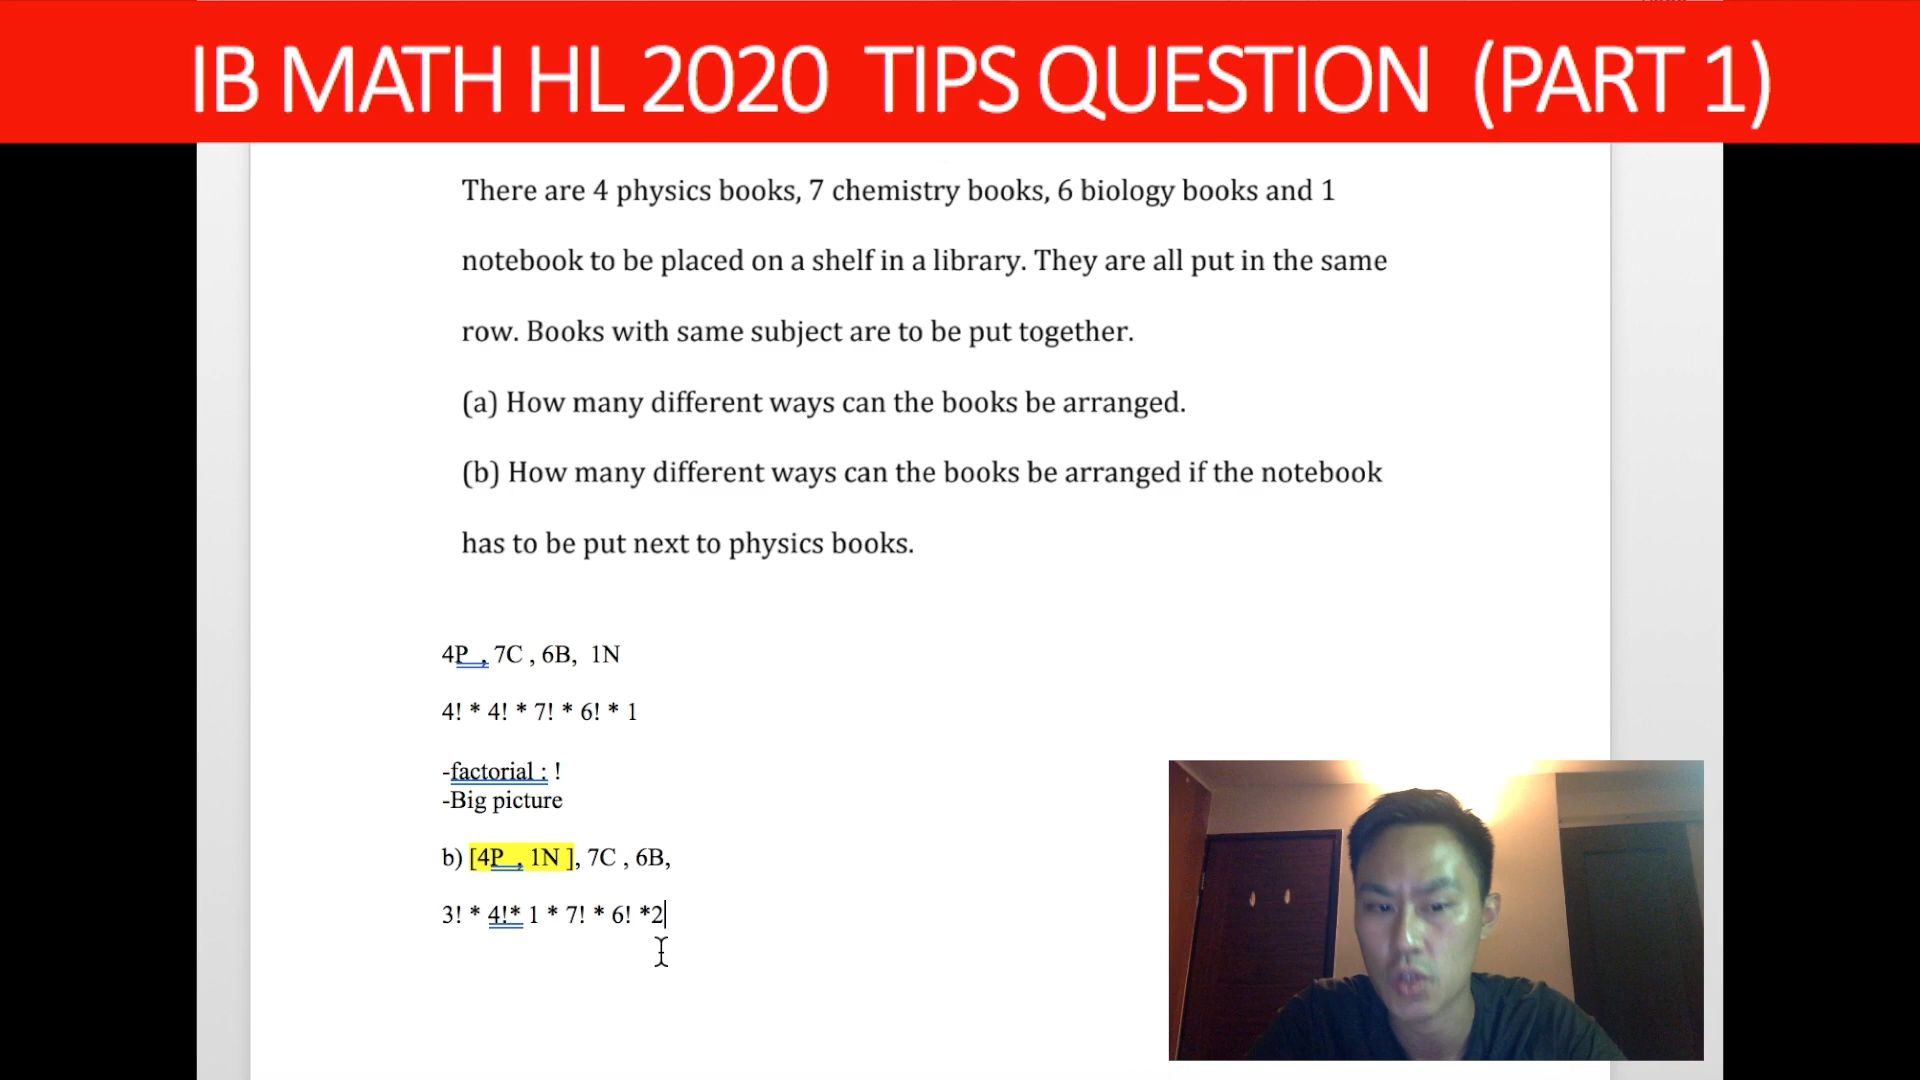 IB MATH HL 2020 TIPS QUESTION (PART 1)
There are 4 physics books, 7 chemistry books, 6 biology books and 1
notebook to be placed on a shelf in a library. They are all put in the same
row. Books with same subject are to be put together.
(a) How many different ways can the books be arranged.
(b) How many different ways can the books be arranged if the notebook
has to be put next to physics books.
4P , 7C , 6B, 1N
4! * 4! * 7! * 6! * 1
-factorial : !
-Big picture
b) [4P , 1N ], 7C , 6B,
3! * 4!* 1 * 7! * 6! *2